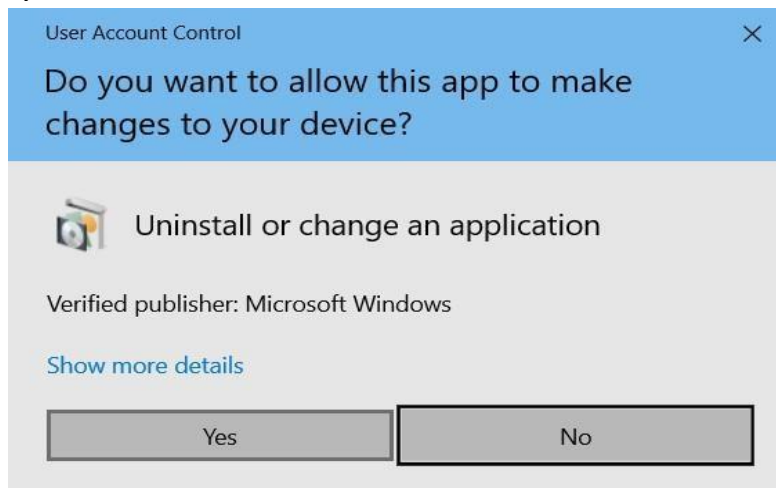 User Account Control
Do you want to allow this app to make
changes to your device?
Uninstall or change an application
Verified publisher: Microsoft Windows
Show more details
Yes
No